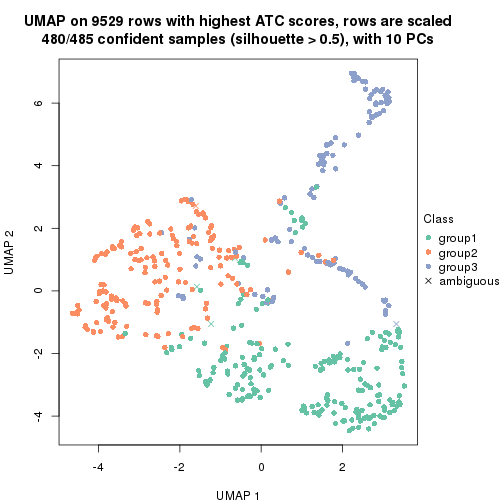 UMAP on 9529 rows with highest ATC scores, rows are scaled
480/485 confident samples (silhouette > 0.5), with 10 PCs
6
4
2
0
-2
-4
UMAP 2
-4
-2
0
2
UMAP 1
Class
group1
group2
group3
ambiguous